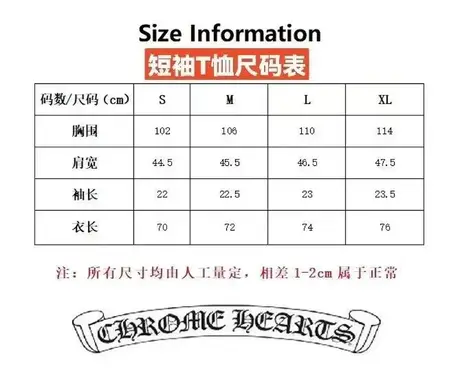 Size Information
短袖T恤尺码表
码数/尺码(cm) S M L XL
胸围 102 106 110 114
肩宽 44.5 45.5 46.5 47.5
袖长 22 22.5 23 23.5
衣长 70 72 74 76
注：所有尺寸均由人工量定，相差1-2cm属于正常
CHROME HEARTS